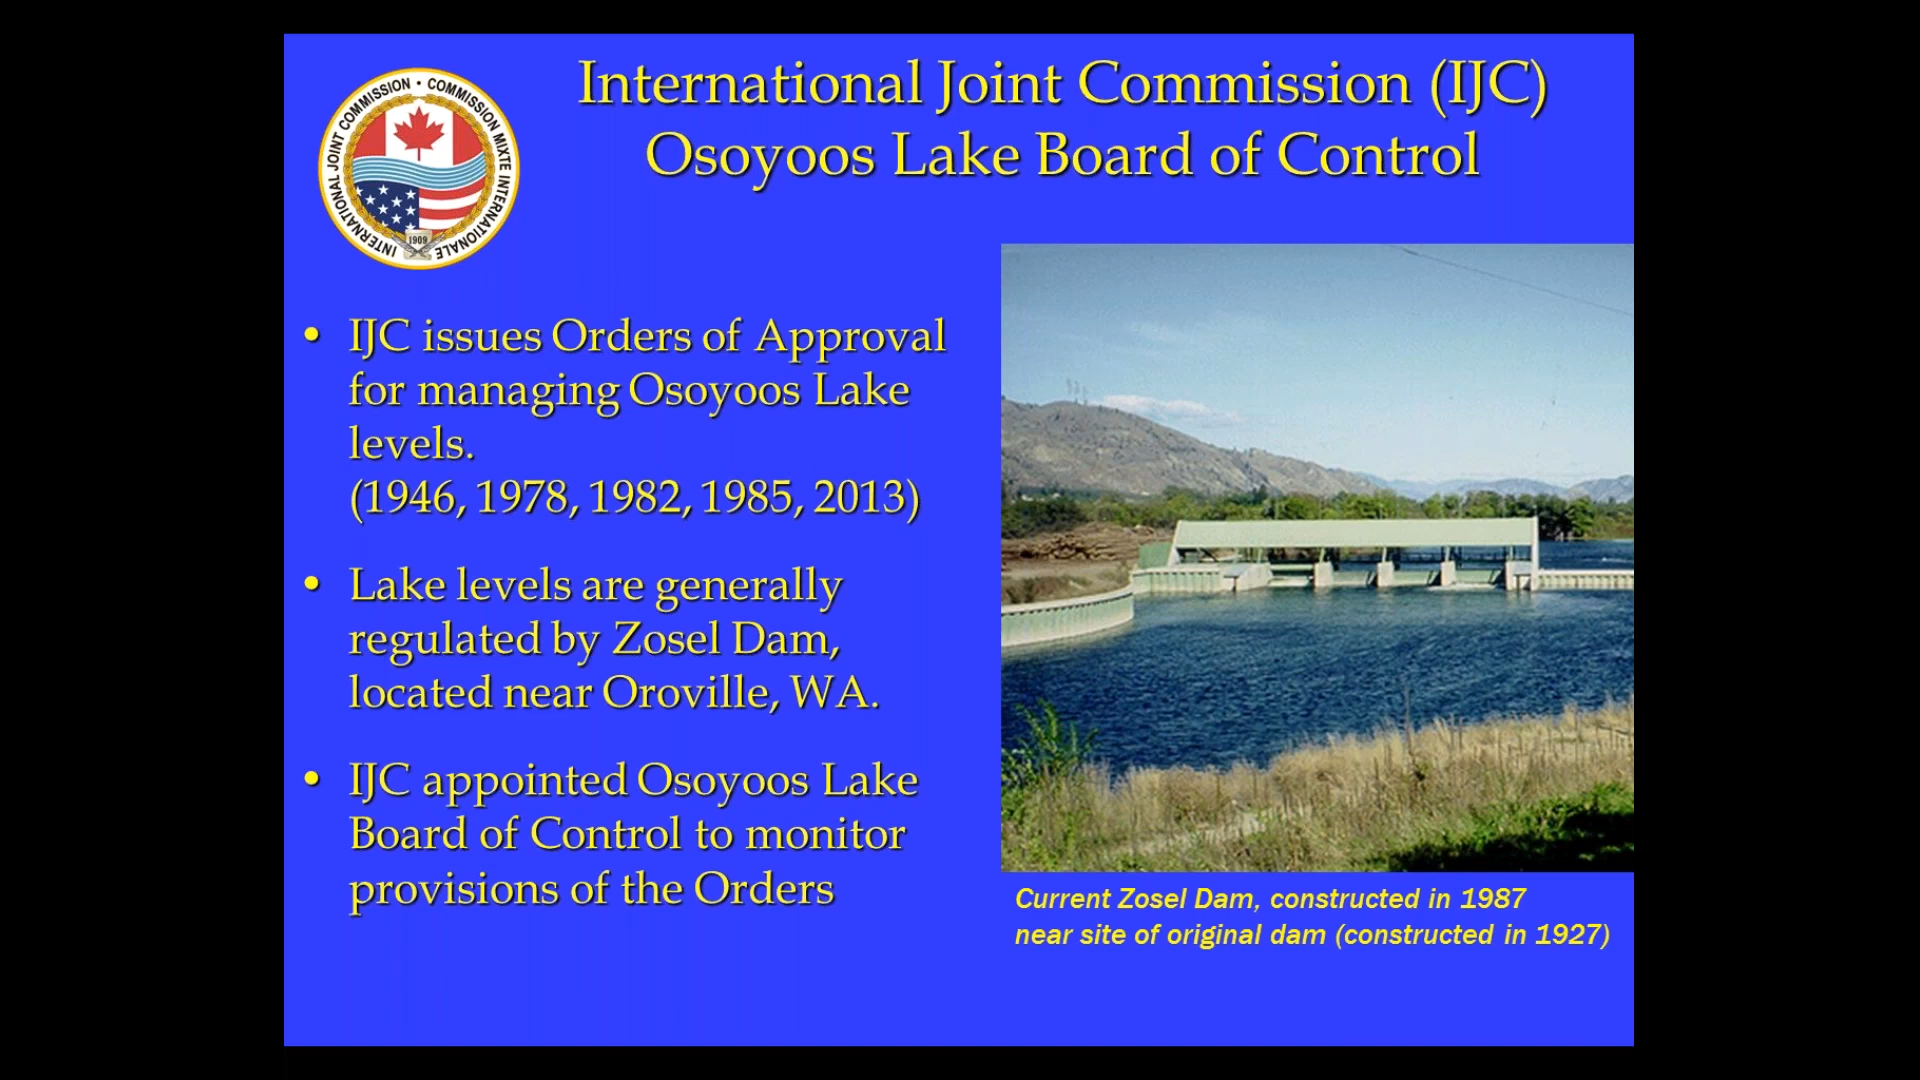 International Joint Commission (IJC)
Osoyoos Lake Board of Control
INTERNATIONAL JOINT COMMISSION • COMMISSION MIXTE INTERNATIONALE
1909
• IJC issues Orders of Approval
for managing Osoyoos Lake
levels.
(1946, 1978, 1982, 1985, 2013)
• Lake levels are generally
regulated by Zosel Dam,
located near Oroville, WA.
• IJC appointed Osoyoos Lake
Board of Control to monitor
provisions of the Orders
Current Zosel Dam, constructed in 1987
near site of original dam (constructed in 1927)